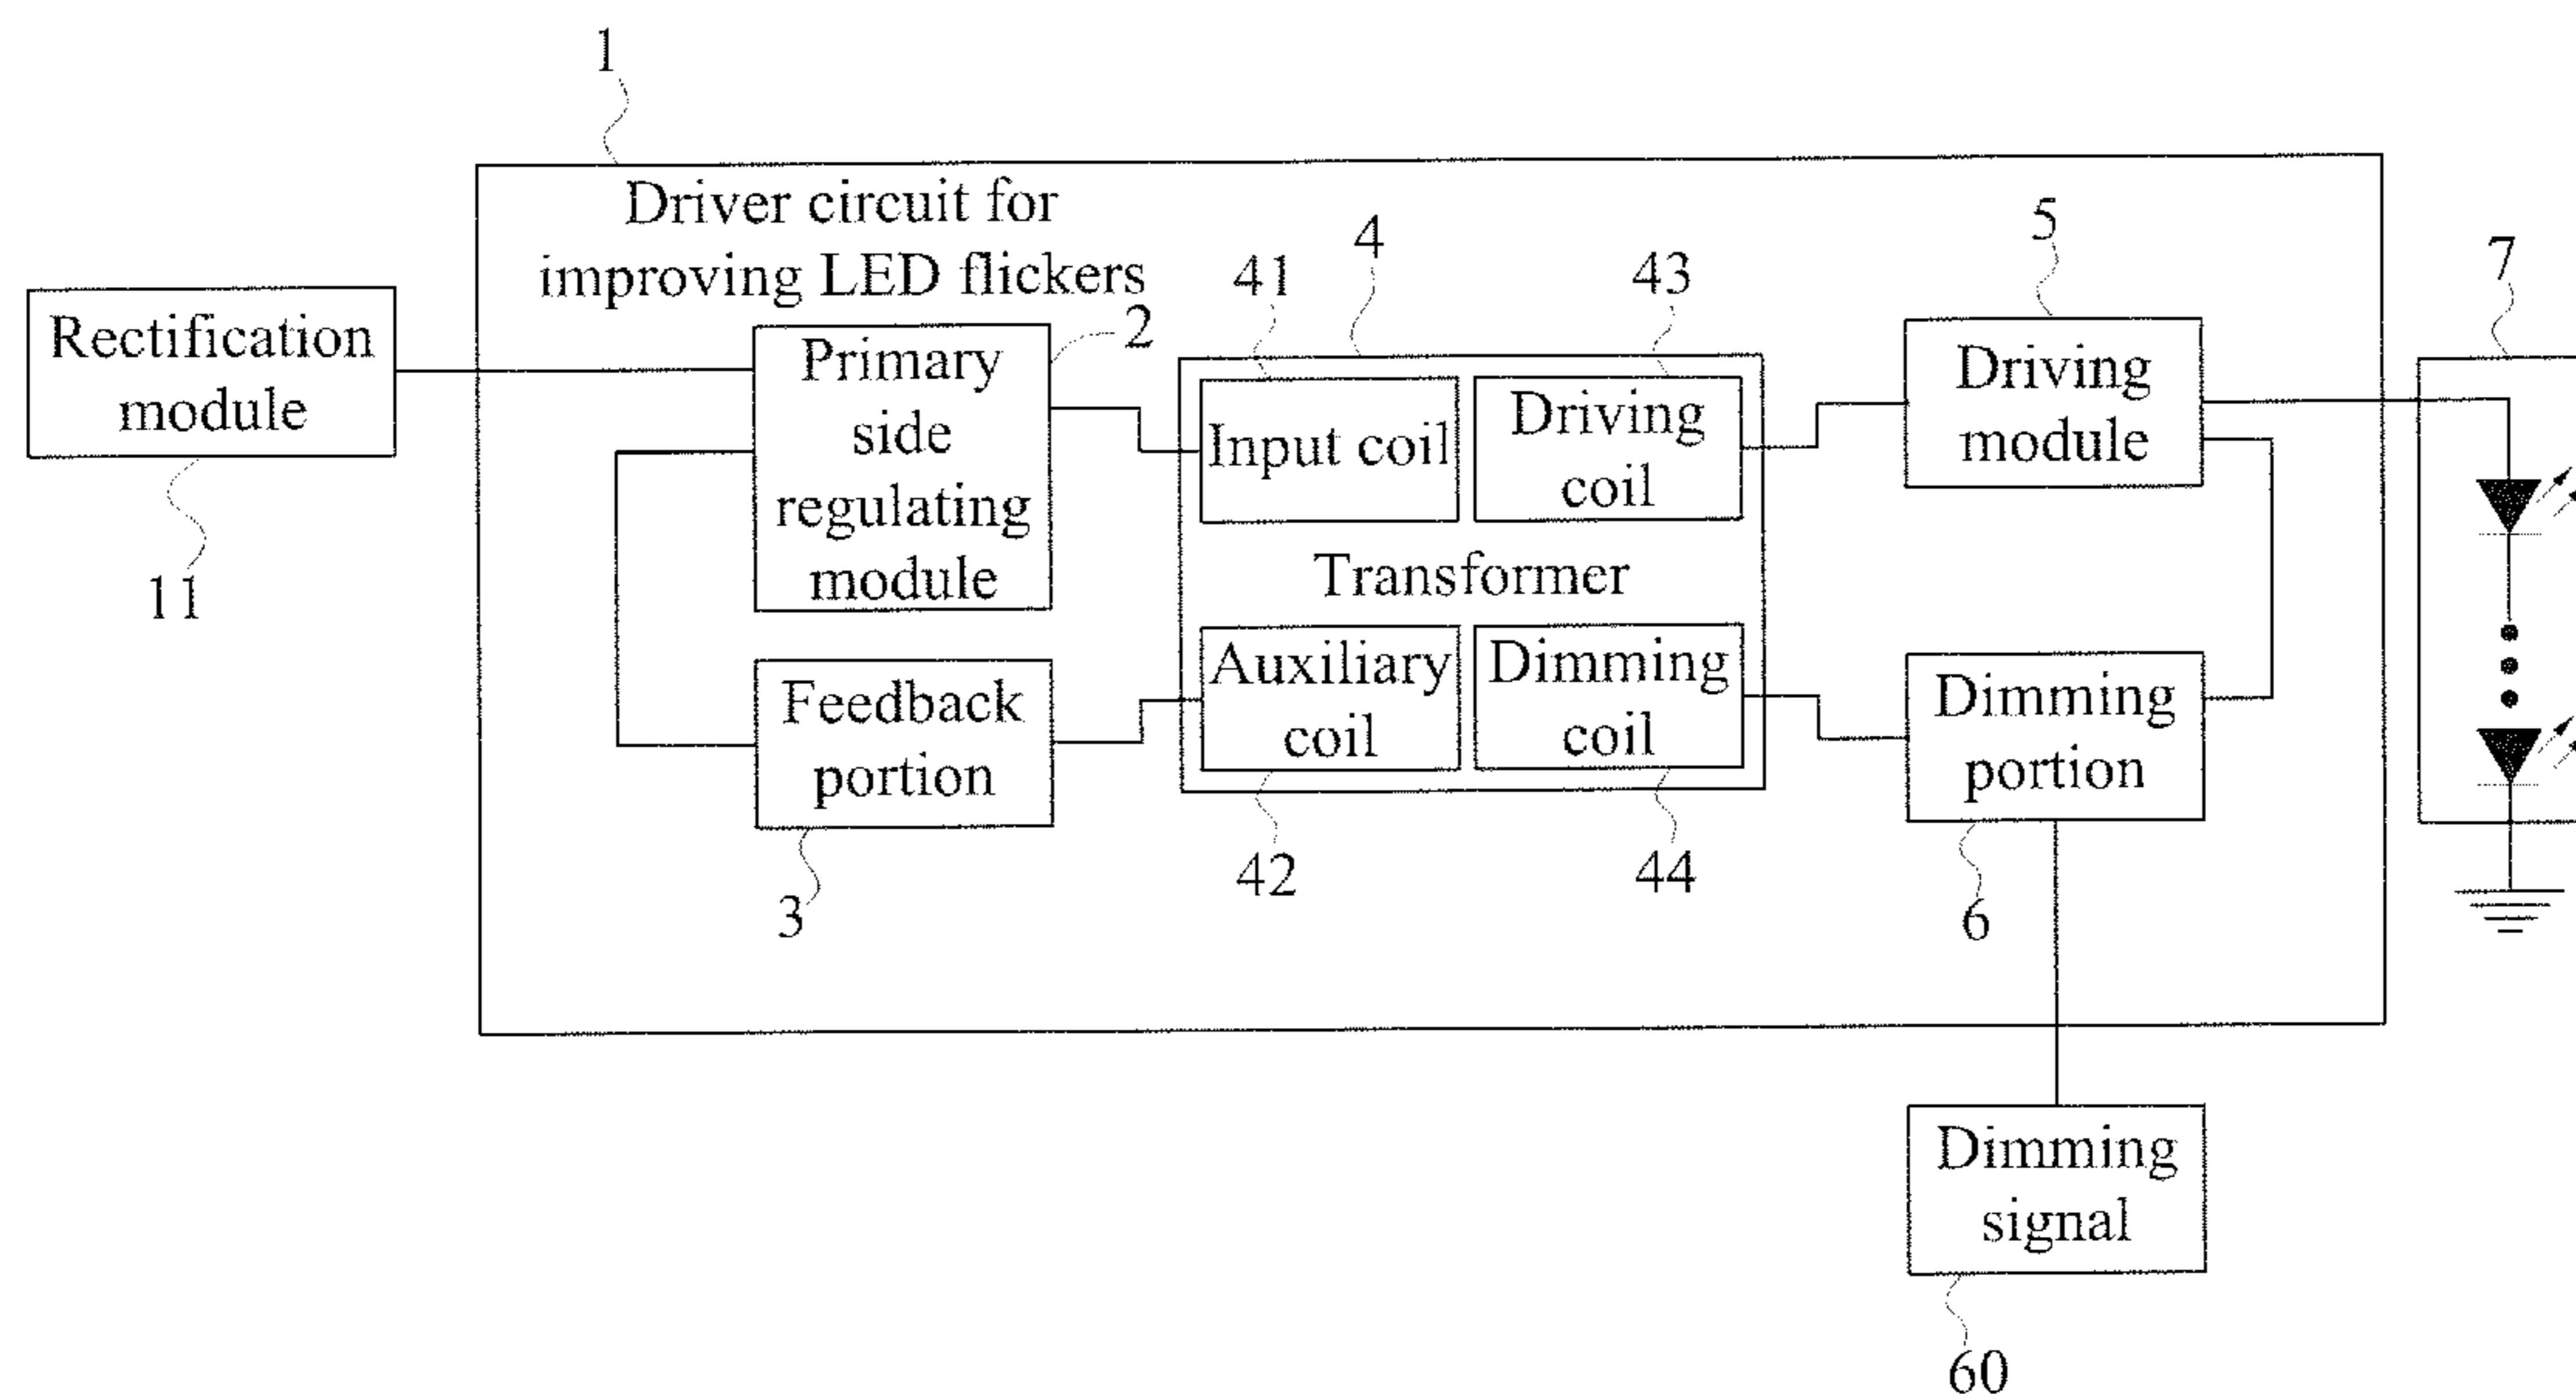 1
Driver circuit for
improving LED flickers
Rectification
module
11
Primary
side
regulating
module
2
Feedback
portion
3
4
41
Input coil
43
Driving
coil
Transformer
Auxiliary
coil
42
Dimming
coil
44
5
Driving
module
Dimming
portion
6
7
Dimming
signal
60